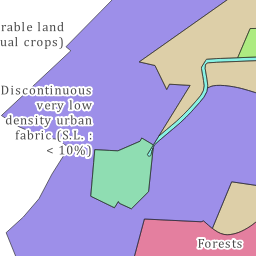 rable land
ual crops)
Discontinuous
very low
density urban
fabric (S.L. :
< 10%)
Forests